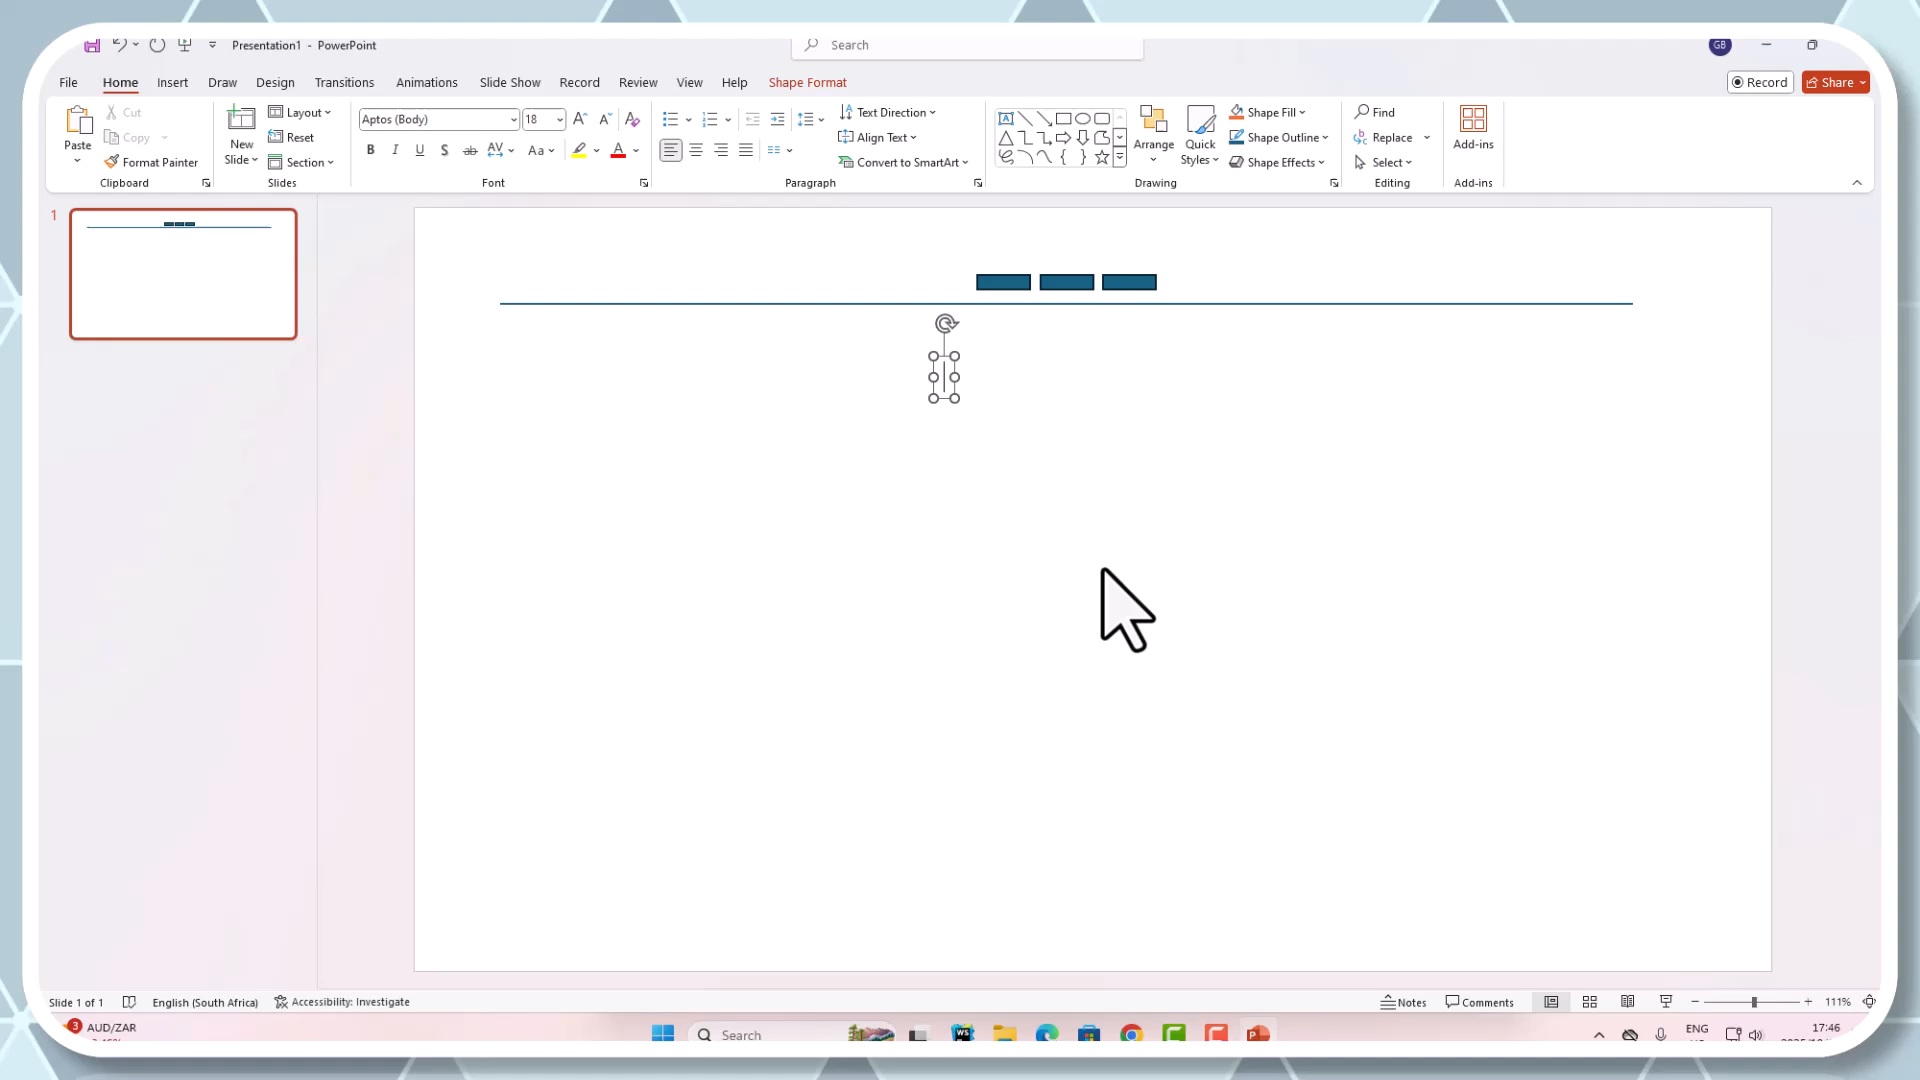 Presentation1 - PowerPoint
Search
GB
File Home Insert Draw Design Transitions Animations Slide Show Record Review View Help Shape Format
Record
Share
Paste
Cut
Copy
Format Painter
Clipboard
New
Slide
Layout
Reset
Section
Slides
Aptos (Body)
18
Font
Paragraph
Text Direction
Align Text
Convert to SmartArt
Arrange
Quick
Styles
Shape Fill
Shape Outline
Shape Effects
Drawing
Find
Replace
Select
Editing
Add-ins
Add-ins
1
Slide 1 of 1
English (South Africa)
Accessibility: Investigate
Notes
Comments
111%
3
AUD/ZAR
Search
ENG
17:46